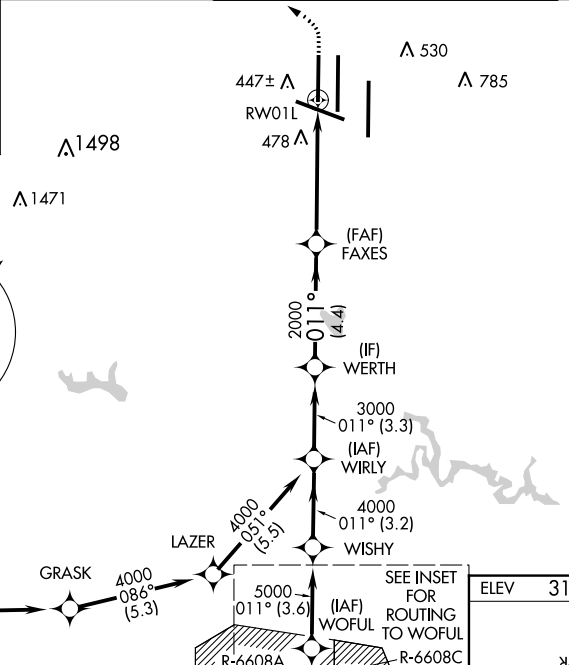 530
447±
785
RW01L
478
1498
1471
(FAF)
FAXES
2000
011°
(4.4)
(IF)
WERTH
3000
011° (3.3)
(IAF)
WIRLY
4000
051°
(5.5)
4000
011° (3.2)
LAZER
WISHY
GRASK
4000
086°
(5.3)
5000
011° (3.6)
(IAF)
WOFUL
SEE INSET
FOR
ROUTING
TO WOFUL
ELEV 31
R-6608A
R-6608C